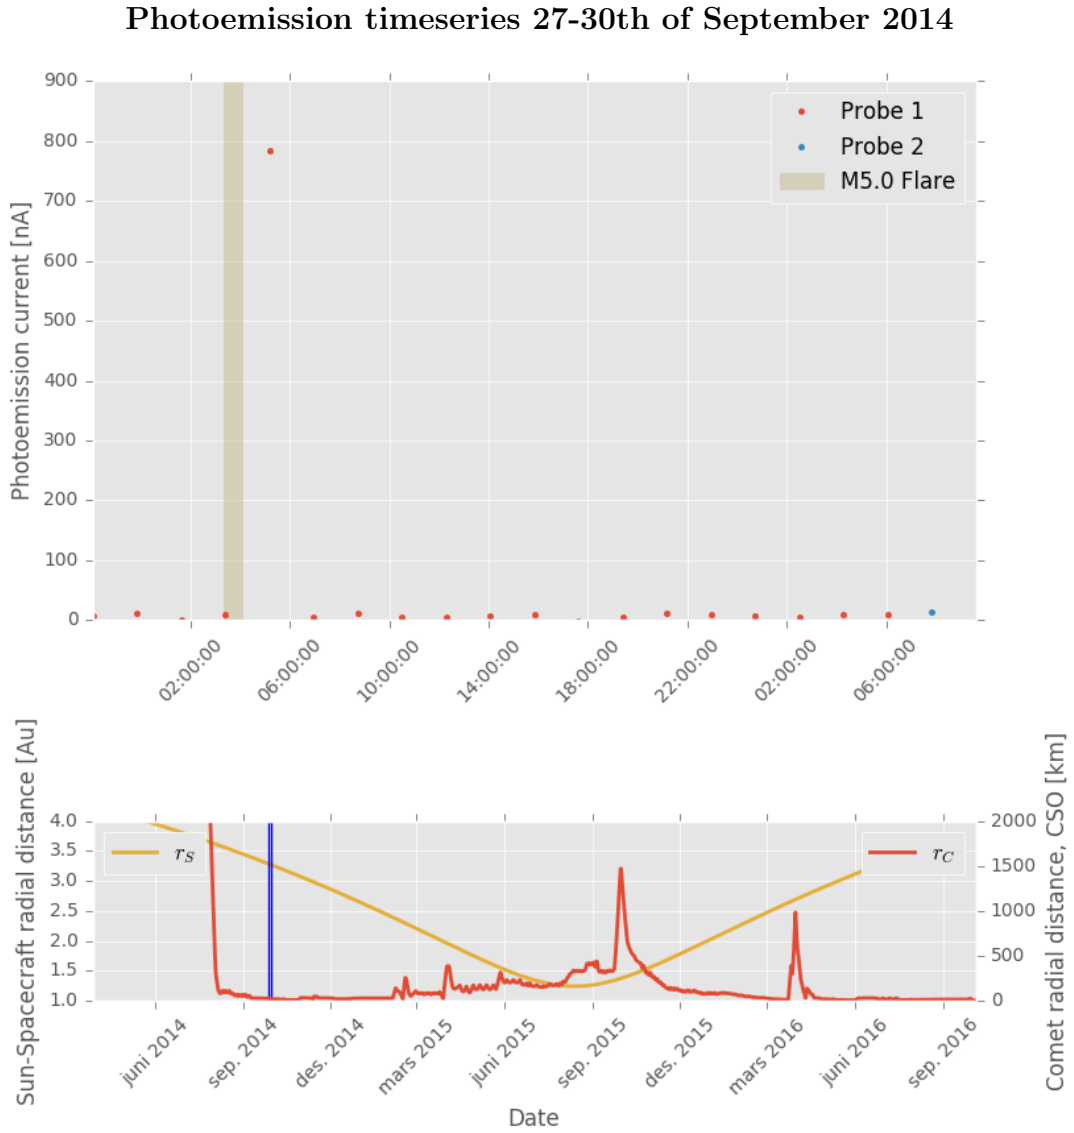 Photoemission timeseries 27-30th of September 2014
Photoemission current [nA]
900
800
700
600
500
400
300
200
100
0
Probe 1
Probe 2
M5.0 Flare
02:00:00
06:00:00
10:00:00
14:00:00
18:00:00
22:00:00
02:00:00
06:00:00
Sun-Spacecraft radial distance [Au]
4.0
3.5
3.0
2.5
2.0
1.5
1.0
r_S
r_C
2000
1500
1000
500
0
Comet radial distance, CSO [km]
juni 2014
sep. 2014
des. 2014
mars 2015
juni 2015
sep. 2015
des. 2015
mars 2016
juni 2016
sep. 2016
Date